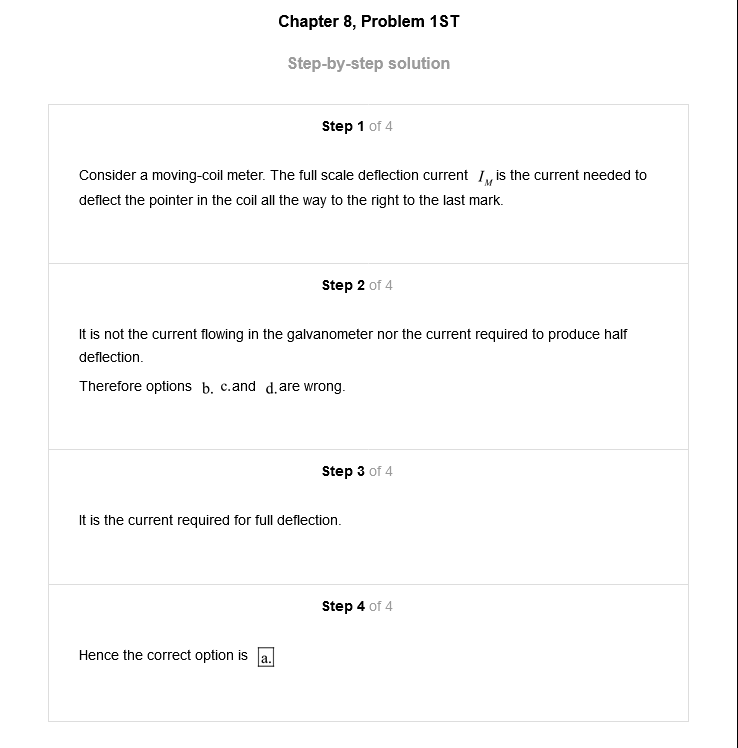 Chapter 8, Problem 1ST
Step-by-step solution
Step 1 of 4
Consider a moving-coil meter. The full scale deflection current I_M is the current needed to
deflect the pointer in the coil all the way to the right to the last mark.
Step 2 of 4
It is not the current flowing in the galvanometer nor the current required to produce half
deflection.
Therefore options b. c. and d. are wrong.
Step 3 of 4
It is the current required for full deflection.
Step 4 of 4
Hence the correct option is a.